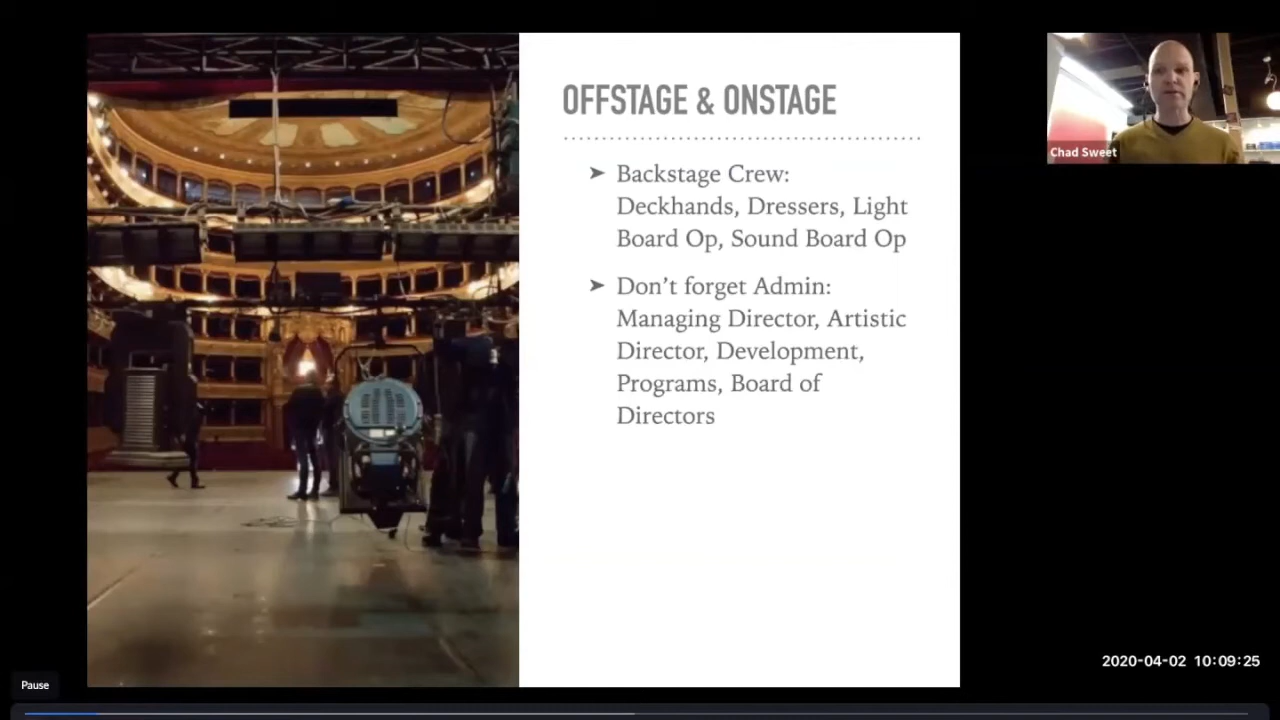 OFFSTAGE & ONSTAGE
➤ Backstage Crew:
Deckhands, Dressers, Light
Board Op, Sound Board Op
➤ Don’t forget Admin:
Managing Director, Artistic
Director, Development,
Programs, Board of
Directors
Chad Sweet
2020-04-02 10:09:25
Pause